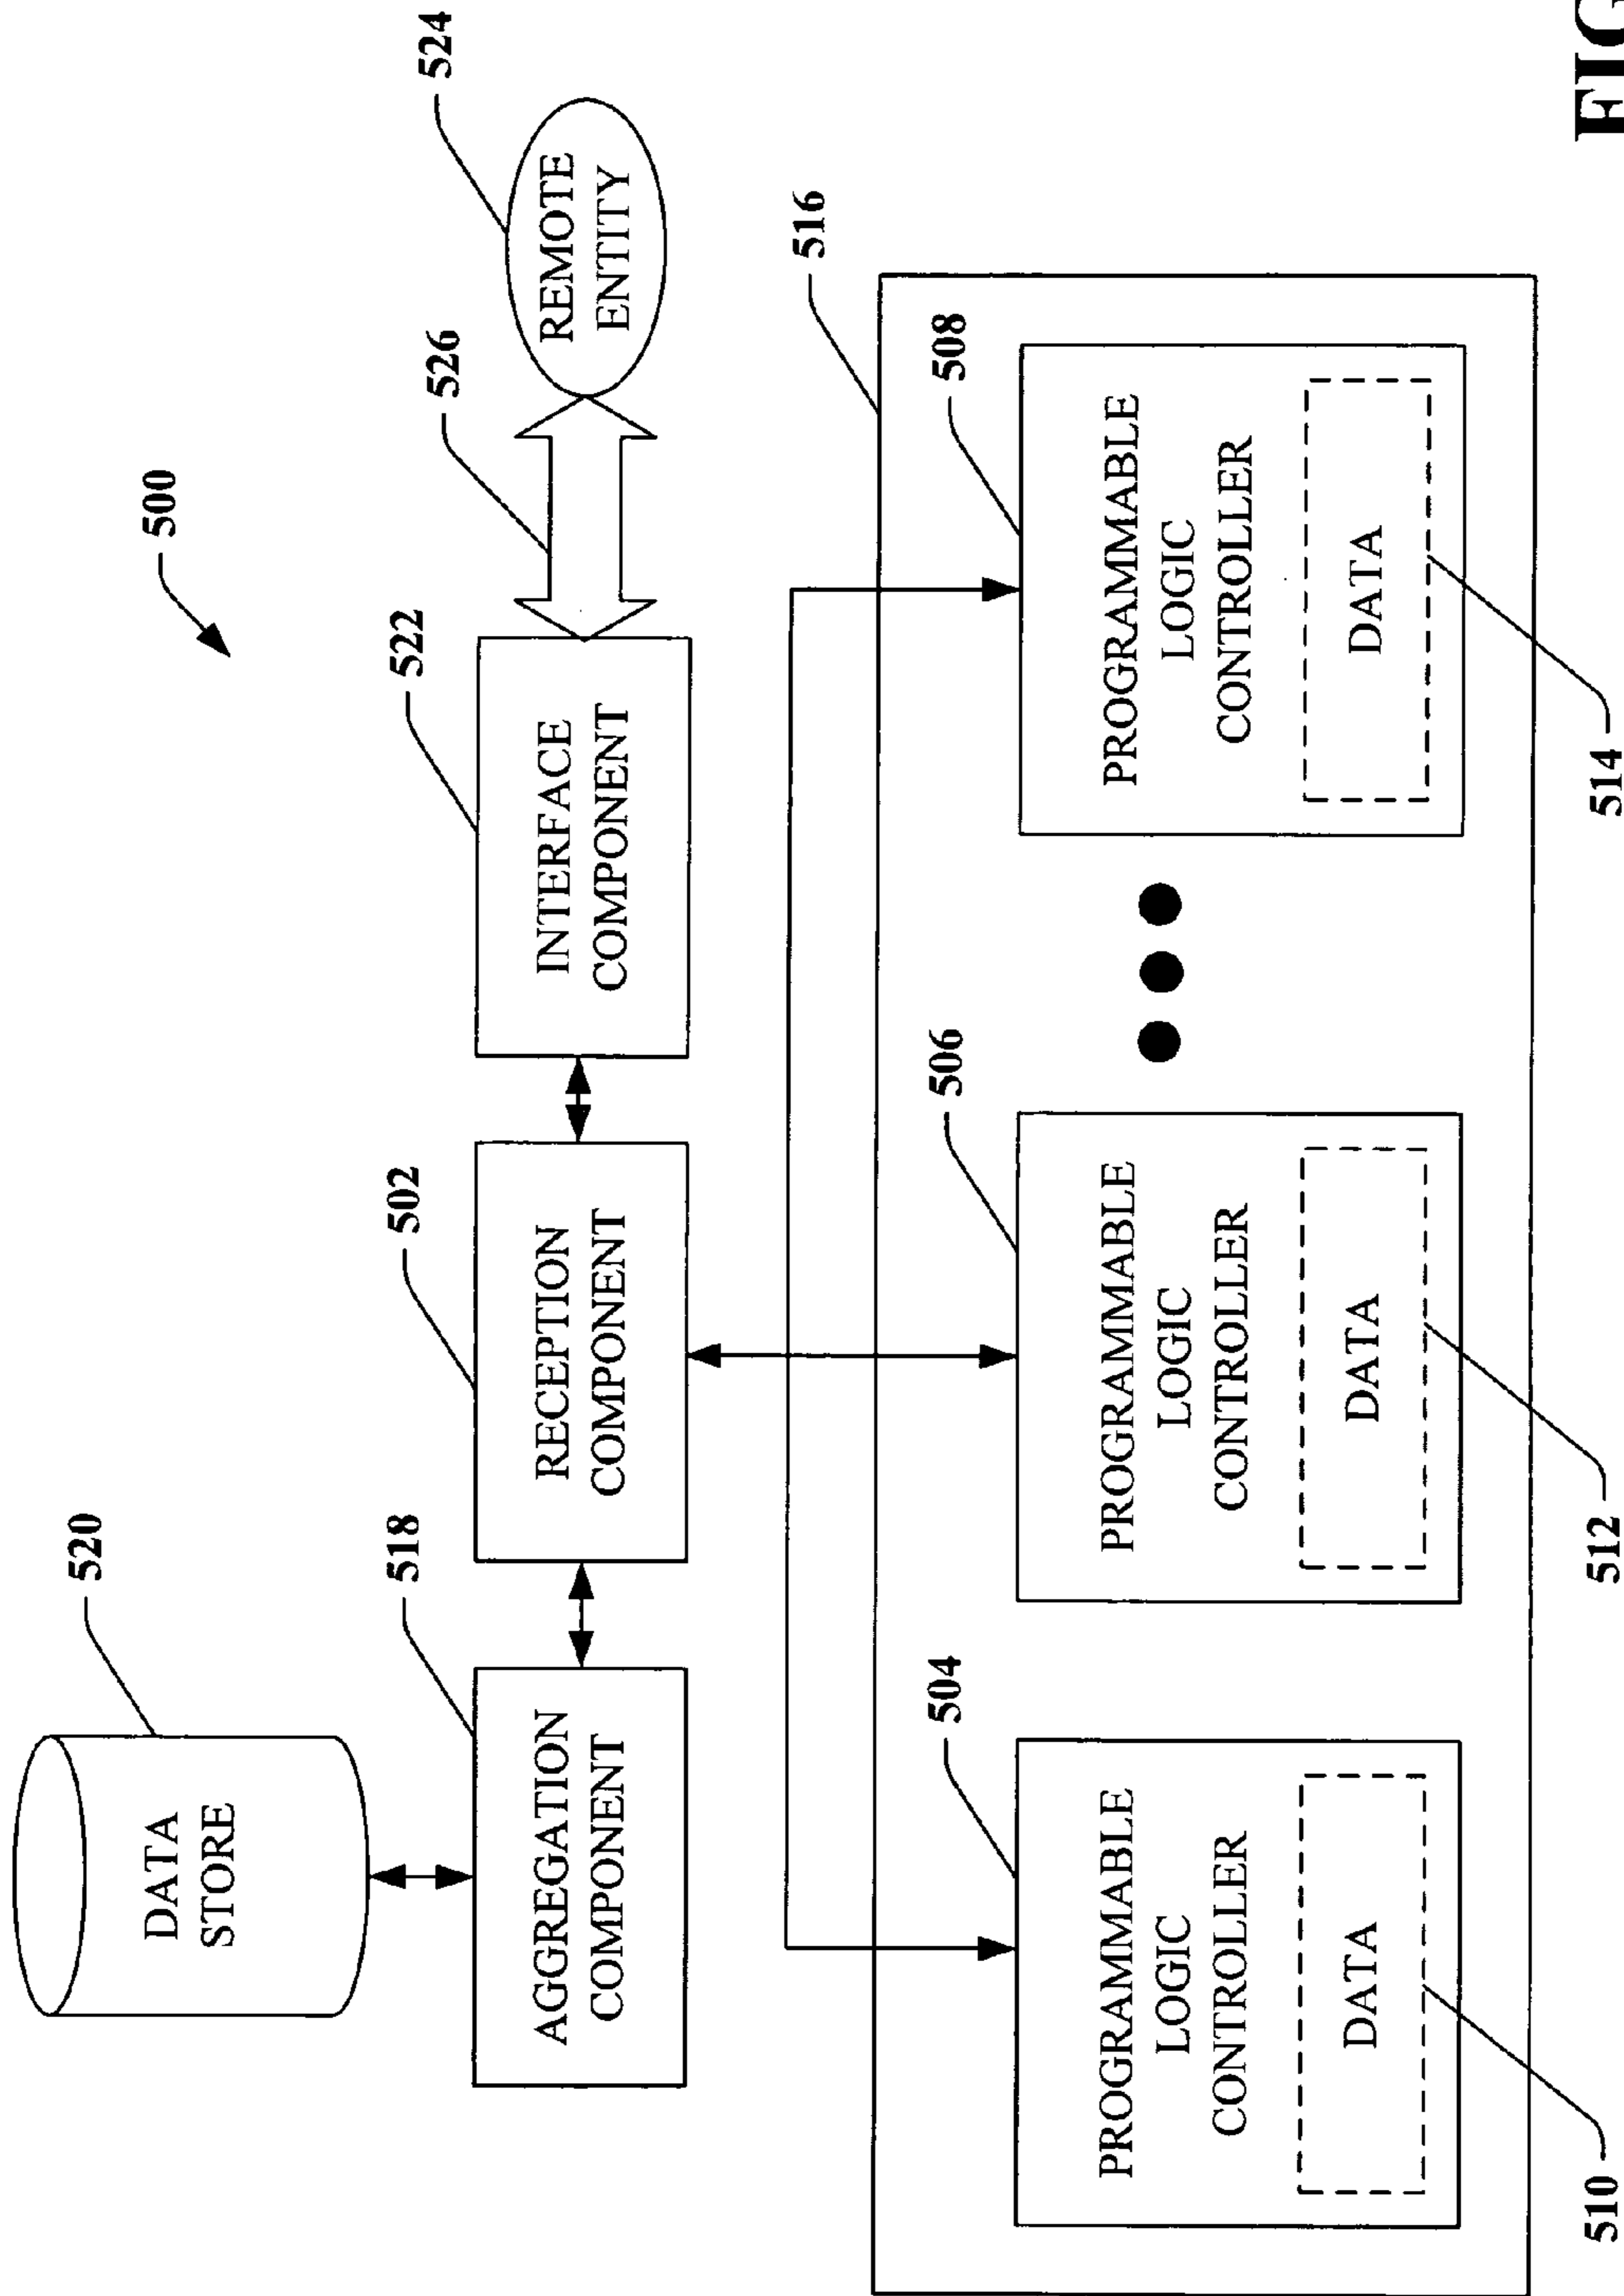 500
520
DATA
STORE
518
AGGREGATION
COMPONENT
502
RECEPTION
COMPONENT
522
INTERFACE
COMPONENT
526
524
REMOTE
ENTITY
516
504
PROGRAMMABLE
LOGIC
CONTROLLER
DATA
510
506
PROGRAMMABLE
LOGIC
CONTROLLER
DATA
512
508
PROGRAMMABLE
LOGIC
CONTROLLER
DATA
514